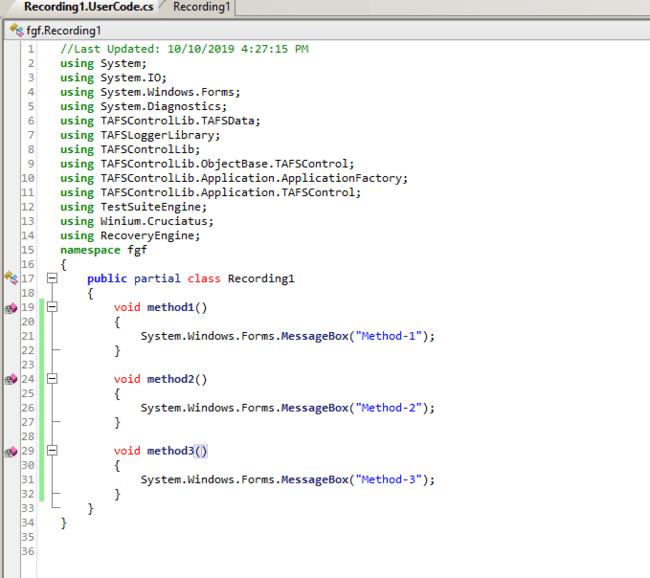 Recording1.UserCode.cs Recording1
fgf.Recording1
1 //Last Updated: 10/10/2019 4:27:15 PM
2 using System;
3 using System.IO;
4 using System.Windows.Forms;
5 using System.Diagnostics;
6 using TAFSControlLib.TAFSData;
7 using TAFSLoggerLibrary;
8 using TAFSControlLib;
9 using TAFSControlLib.ObjectBase.TAFSControl;
10 using TAFSControlLib.Application.ApplicationFactory;
11 using TAFSControlLib.Application.TAFSControl;
12 using TestSuiteEngine;
13 using Winium.Cruciatus;
14 using RecoveryEngine;
15 namespace fgf
16 {
17 public partial class Recording1
18 {
19 void method1()
20 {
21 System.Windows.Forms.MessageBox("Method-1");
22 }
23
24 void method2()
25 {
26 System.Windows.Forms.MessageBox("Method-2");
27 }
28
29 void method3()
30 {
31 System.Windows.Forms.MessageBox("Method-3");
32 }
33 }
34 }
35
36